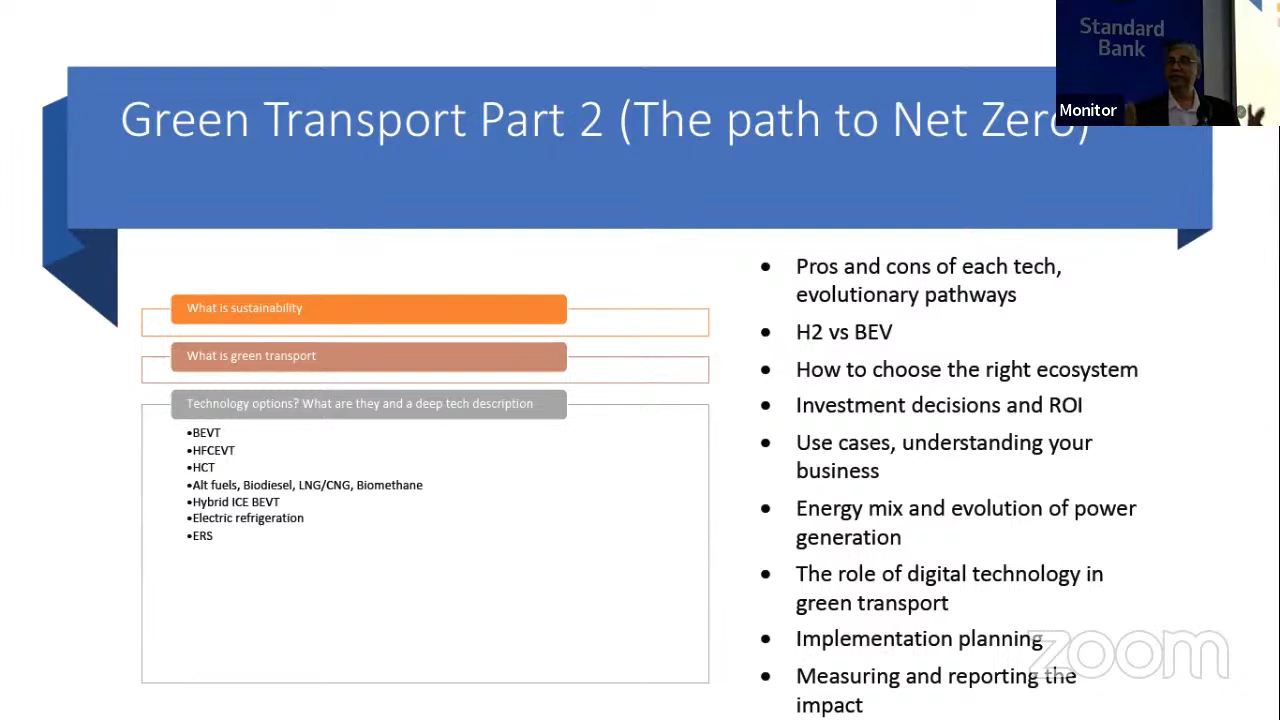 Standard
Bank
Monitor
Green Transport Part 2 (The path to Net Zero)
What is sustainability
What is green transport
Technology options? What are they and a deep tech description
•BEVT
•HFCEVT
•HCT
•Alt fuels, Biodiesel, LNG/CNG, Biomethane
•Hybrid ICE BEVT
•Electric refrigeration
•ERS
• Pros and cons of each tech,
evolutionary pathways
• H2 vs BEV
• How to choose the right ecosystem
• Investment decisions and ROI
• Use cases, understanding your
business
• Energy mix and evolution of power
generation
• The role of digital technology in
green transport
• Implementation planning
• Measuring and reporting the
impact
zoom